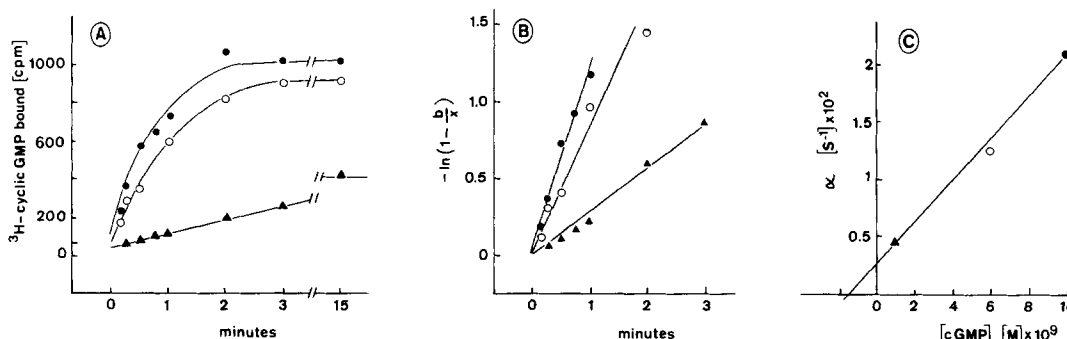 A
³H-cyclic GMP bound [cpm]
1000
600
200
0
0
1
2
3
15
minutes
B
-ln (1- b/x)
1.5
1.0
0.5
0
0
1
2
3
minutes
C
α [S⁻¹]x10²
2
1.5
1
0.5
0
2
4
6
8
[cGMP] [M]x10⁹